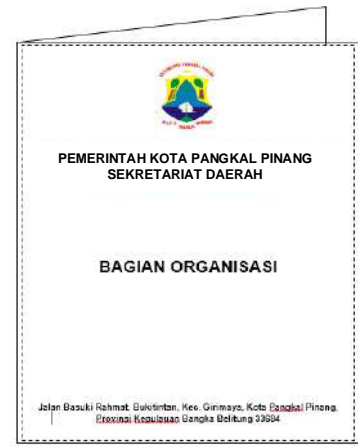 PEMERINTAH KOTA PANGKAL PINANG
SEKRETARIAT DAERAH
BAGIAN ORGANISASI
Jalan Basuki Rahmat, Bukitintan, Kec. Girimaya, Kota Pangkal Pinang,
Provinsi Kepulauan Bangka Belitung 33684